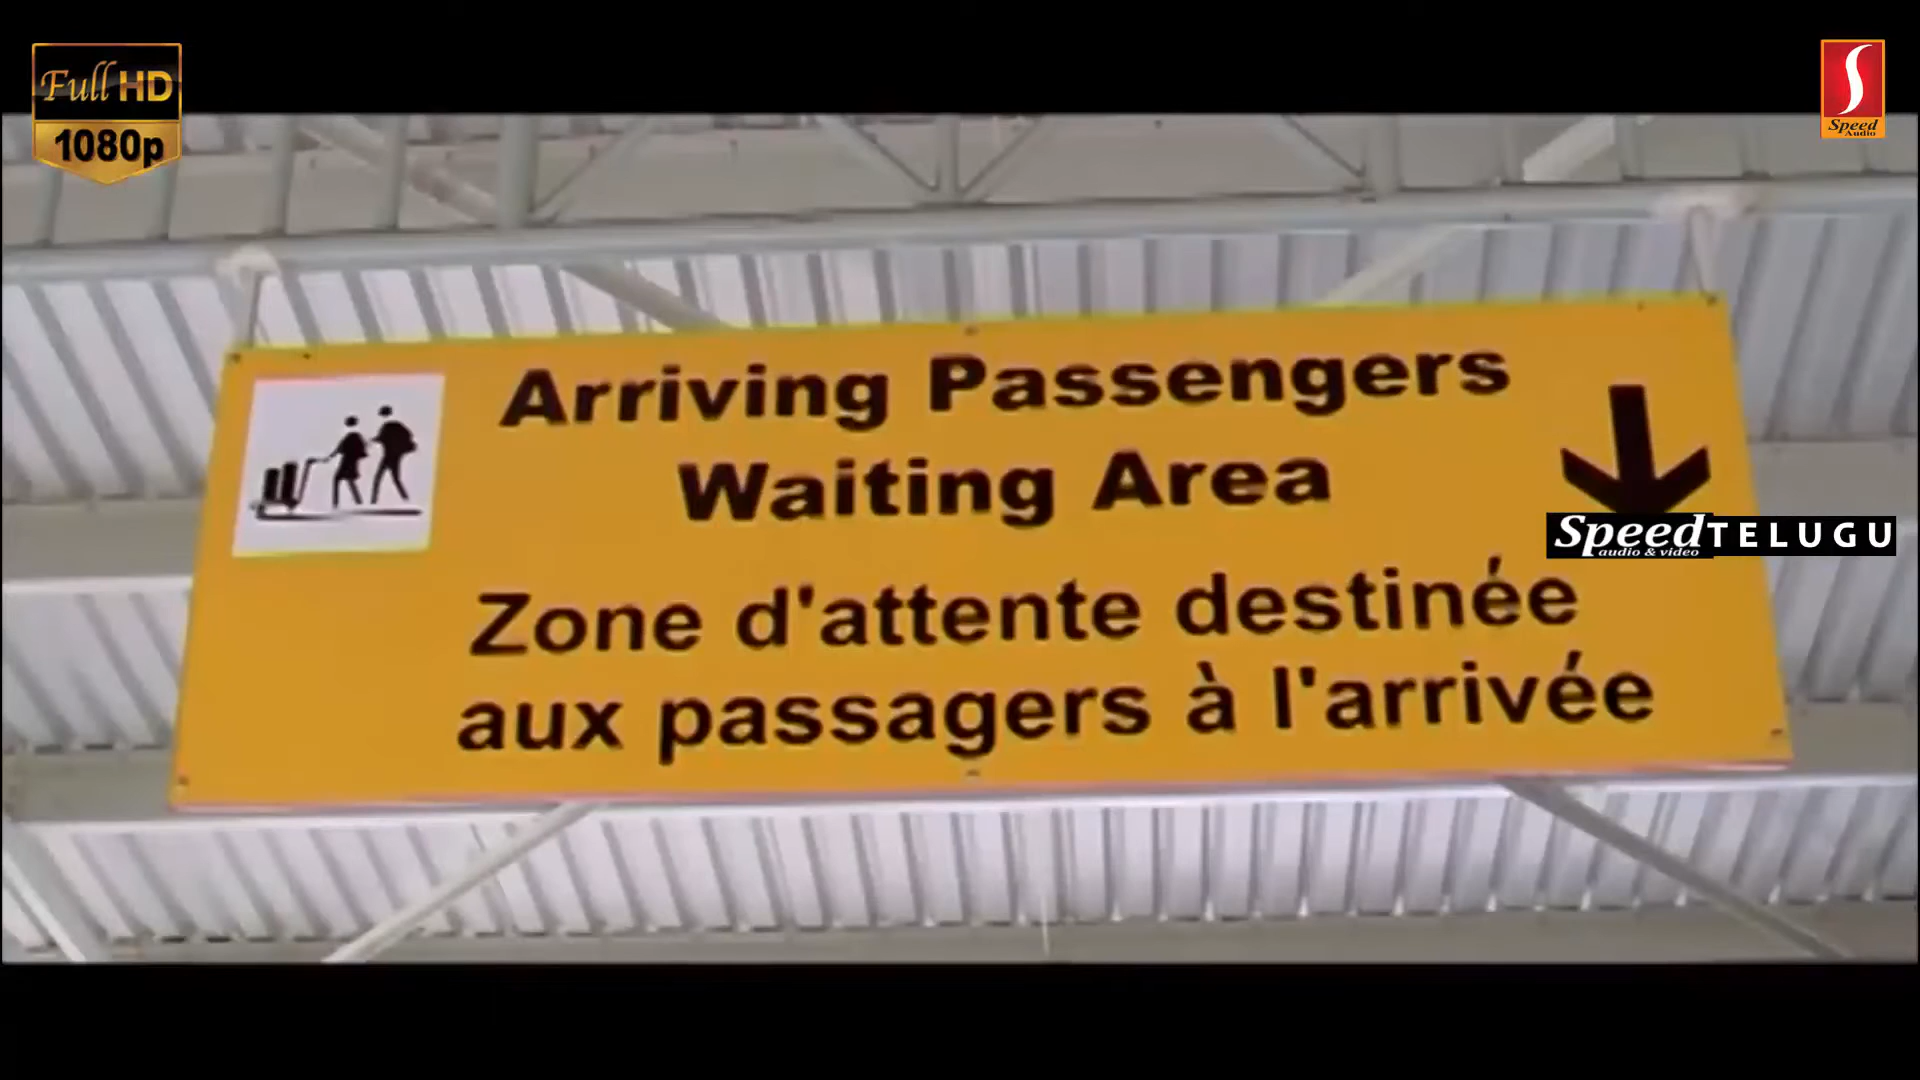 Full HD
1080p
Speed
Audio
Arriving Passengers
Waiting Area
Speed TELUGU
audio & video
Zone d'attente destinée
aux passagers à l'arrivée